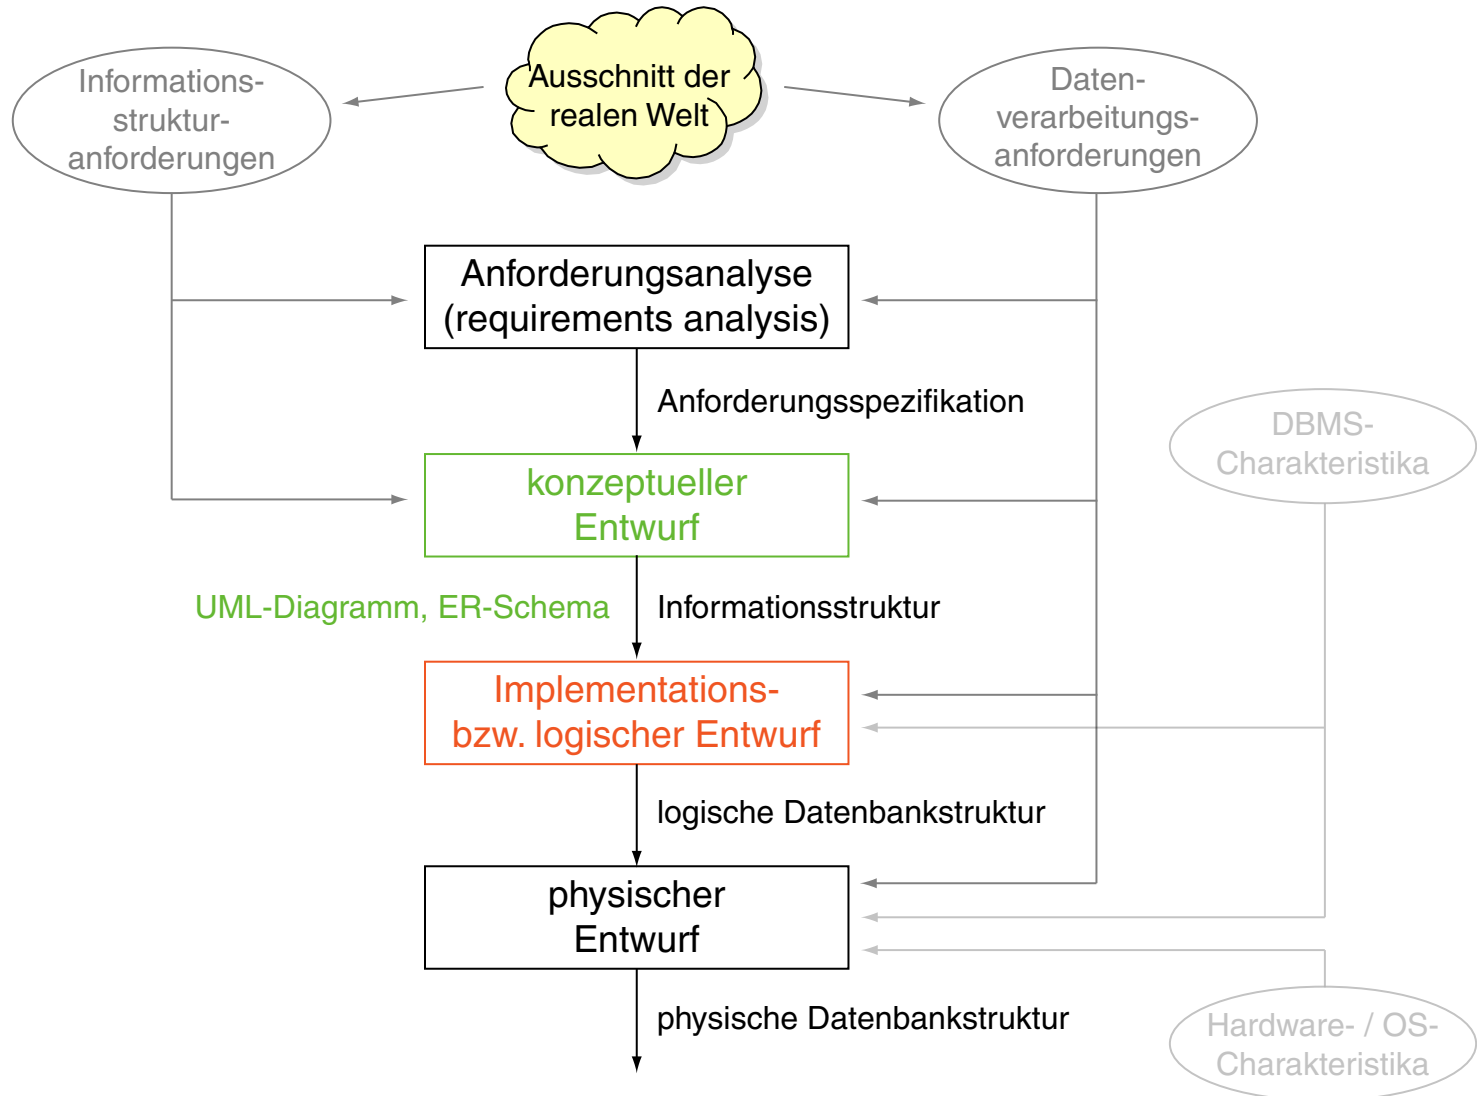 Informations-
struktur-
anforderungen
Ausschnitt der
realen Welt
Daten-
verarbeitungs-
anforderungen
Anforderungsanalyse
(requirements analysis)
Anforderungsspezifikation
DBMS-
Charakteristika
konzeptueller
Entwurf
UML-Diagramm, ER-Schema
Informationsstruktur
Implementations-
bzw. logischer Entwurf
logische Datenbankstruktur
physischer
Entwurf
physische Datenbankstruktur
Hardware- / OS-
Charakteristika